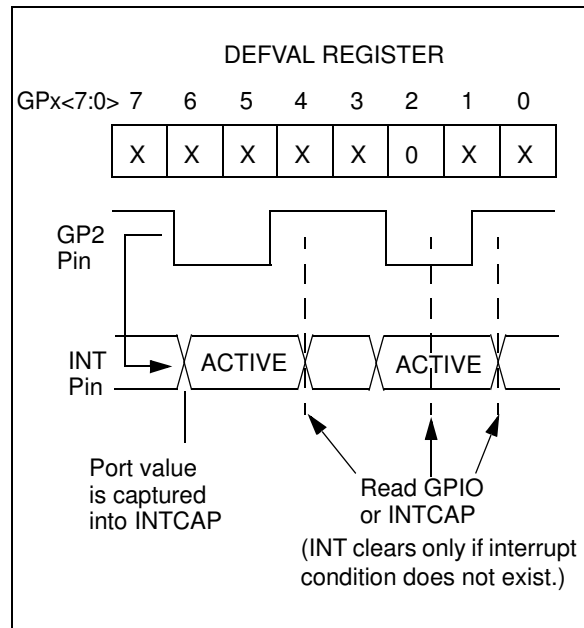 DEFVAL REGISTER
GPx<7:0> 7 6 5 4 3 2 1 0
X X X X X 0 X X
GP2
Pin
INT
Pin
ACTIVE
ACTIVE
Port value
is captured
into INTCAP
Read GPIO
or INTCAP
(INT clears only if interrupt
condition does not exist.)